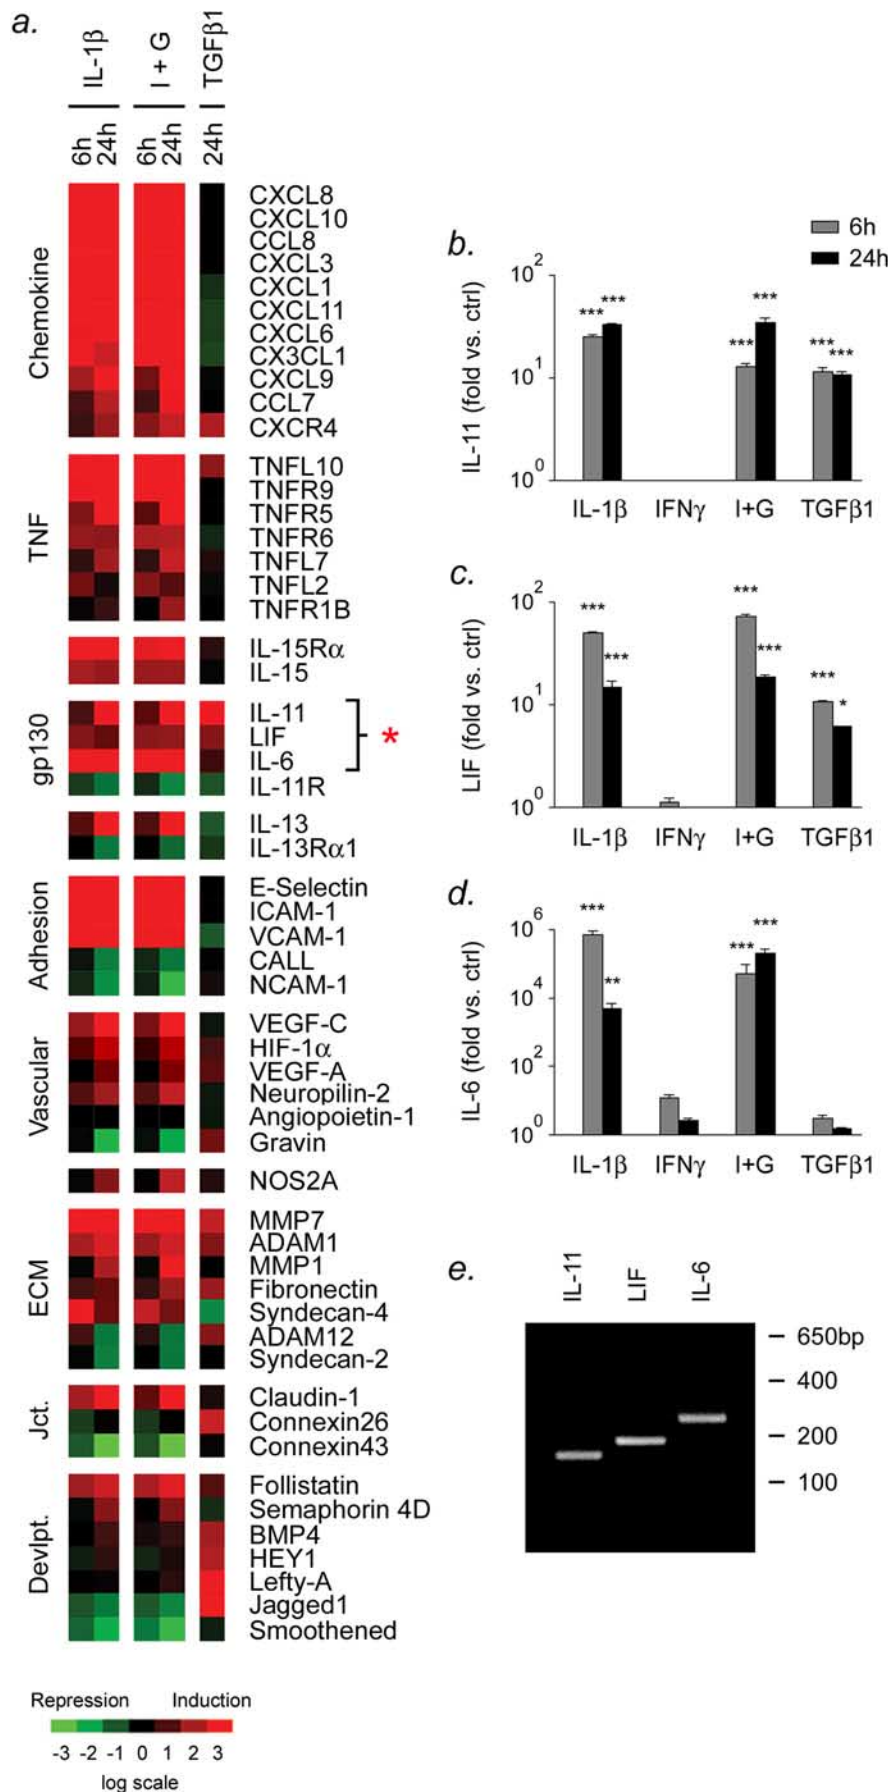 a.
IL-1β
I + G
TGFβ1
6h
24h
6h
24h
24h
Chemokine
CXCL8
CXCL10
CCL8
CXCL3
CXCL1
CXCL11
CXCL6
CX3CL1
CXCL9
CCL7
CXCR4
TNF
TNFL10
TNFR9
TNFR5
TNFR6
TNFL7
TNFL2
TNFR1B
IL-15Rα
IL-15
gp130
IL-11
LIF
IL-6
IL-11R
*
IL-13
IL-13Rα1
Adhesion
E-Selectin
ICAM-1
VCAM-1
CALL
NCAM-1
Vascular
VEGF-C
HIF-1α
VEGF-A
Neuropilin-2
Angiopoietin-1
Gravin
NOS2A
ECM
MMP7
ADAM1
MMP1
Fibronectin
Syndecan-4
ADAM12
Syndecan-2
Jct.
Claudin-1
Connexin26
Connexin43
Devlpt.
Follistatin
Semaphorin 4D
BMP4
HEY1
Lefty-A
Jagged1
Smoothened
Repression Induction
-3 -2 -1 0 1 2 3
log scale
6h
24h
b.
IL-11 (fold vs. ctrl)
10²
10¹
10⁰
*** ***
*** ***
*** ***
IL-1β IFNγ I+G TGFβ1
c.
LIF (fold vs. ctrl)
10²
10¹
10⁰
*** ***
*** ***
*** *
IL-1β IFNγ I+G TGFβ1
d.
IL-6 (fold vs. ctrl)
10⁶
10⁴
10²
10⁰
*** **
*** ***
IL-1β IFNγ I+G TGFβ1
e.
IL-11
LIF
IL-6
650bp
400
200
100